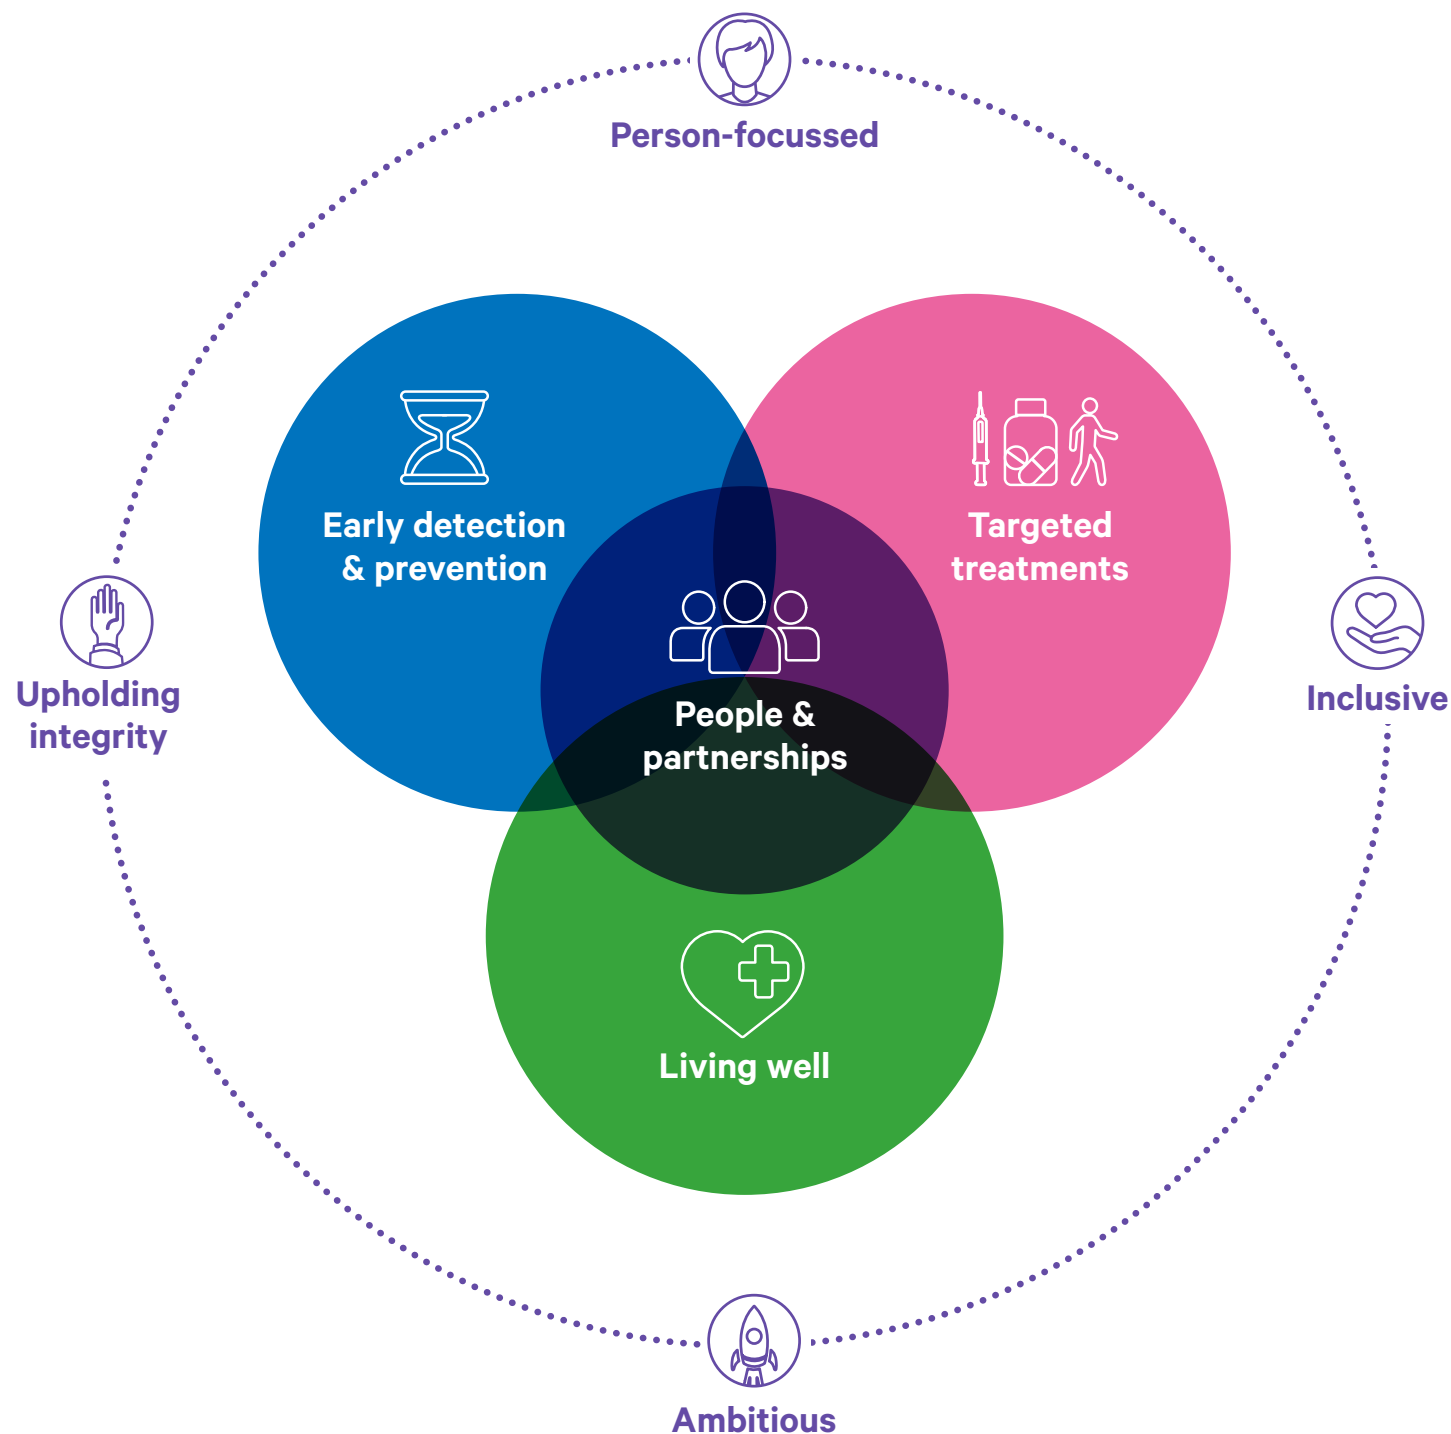 Person-focussed
Early detection
& prevention
Targeted
treatments
People &
partnerships
Upholding
integrity
Inclusive
Living well
Ambitious